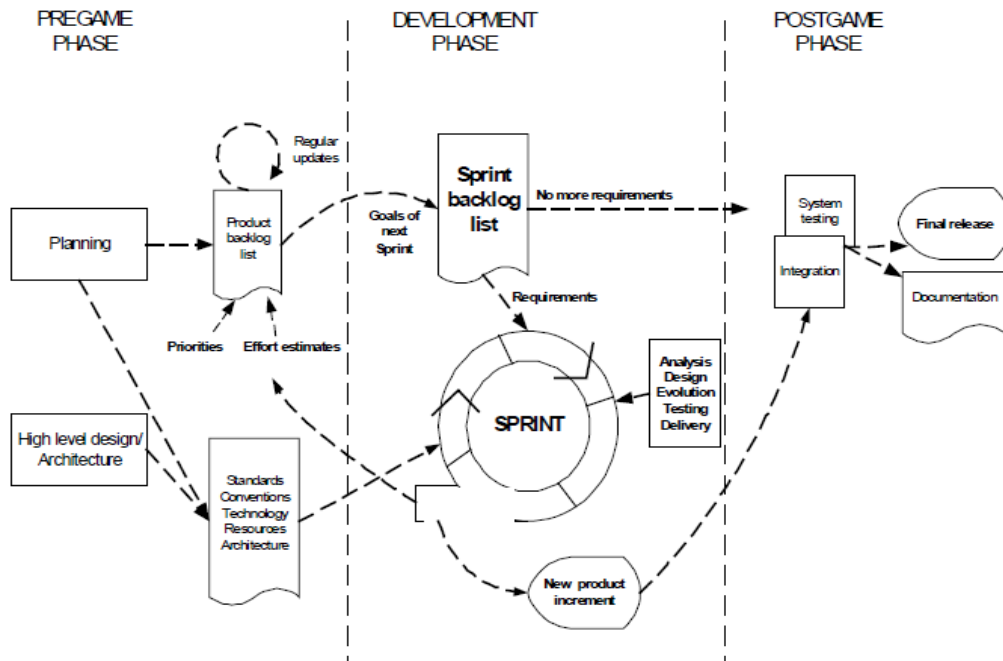 PREGAME
PHASE
DEVELOPMENT
PHASE
POSTGAME
PHASE
Regular
updates
Planning
Product
backlog
list
Goals of
next
Sprint
Sprint
backlog
list
No more requirements
System
testing
Integration
Final release
Documentation
Priorities
Effort estimates
Requirements
High level design/
Architecture
Standards
Conventions
Technology
Resources
Architecture
SPRINT
Analysis
Design
Evolution
Testing
Delivery
New product
increment